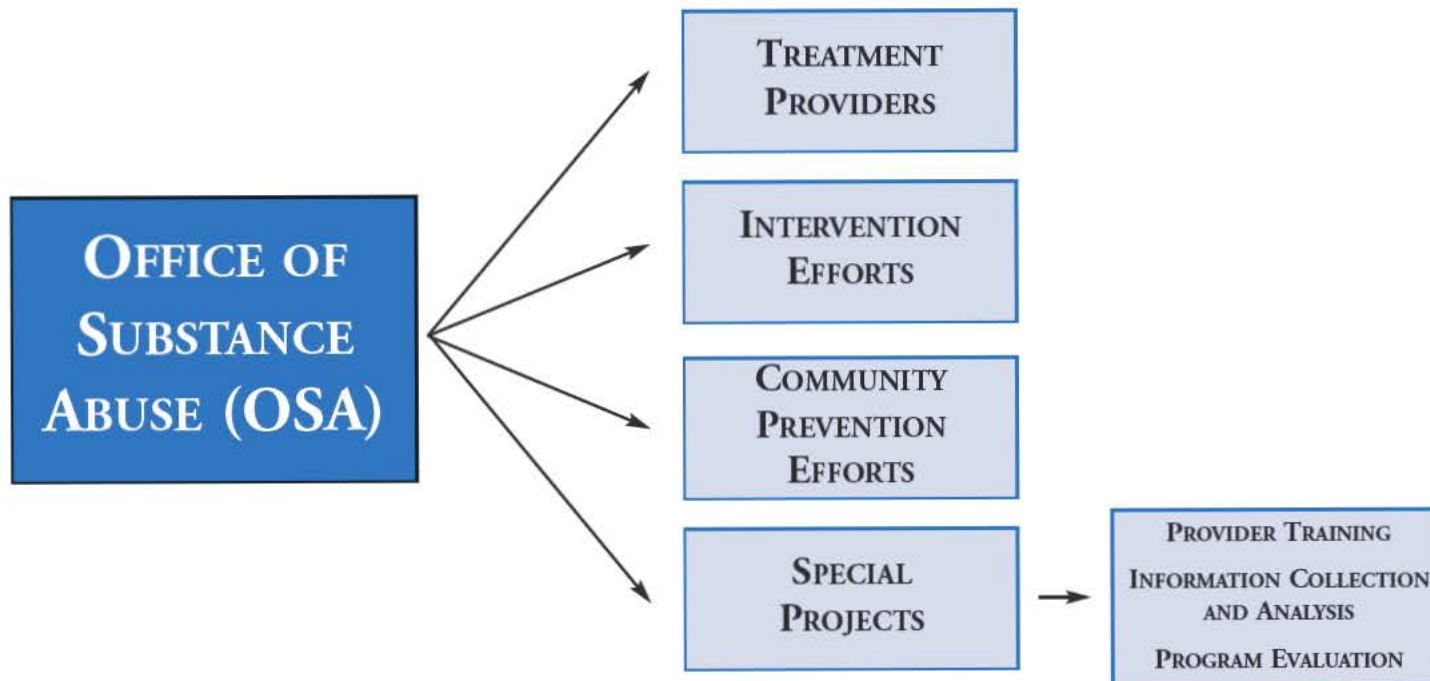 OFFICE OF
SUBSTANCE
ABUSE (OSA)
TREATMENT
PROVIDERS
INTERVENTION
EFFORTS
COMMUNITY
PREVENTION
EFFORTS
SPECIAL
PROJECTS
PROVIDER TRAINING
INFORMATION COLLECTION
AND ANALYSIS
PROGRAM EVALUATION